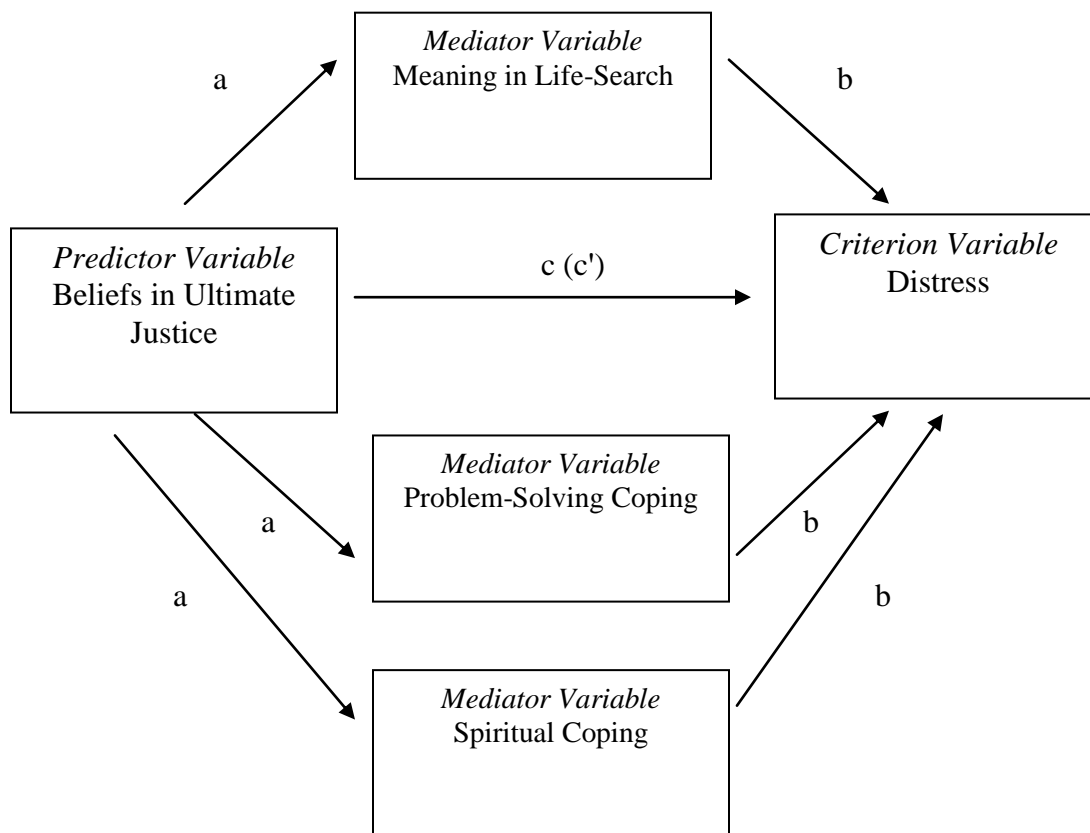 Mediator Variable
Meaning in Life-Search
a
b
Predictor Variable
Beliefs in Ultimate
Justice
c (c')
Criterion Variable
Distress
Mediator Variable
Problem-Solving Coping
a
b
a
b
Mediator Variable
Spiritual Coping